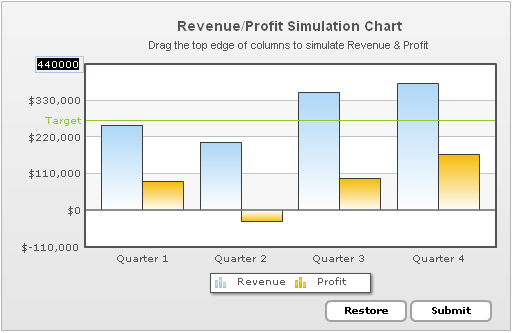 Revenue/Profit Simulation Chart
Drag the top edge of columns to simulate Revenue & Profit
440000
$330,000
Target
$220,000
$110,000
$0
$-110,000
Quarter 1 Quarter 2 Quarter 3 Quarter 4
Revenue Profit
Restore Submit